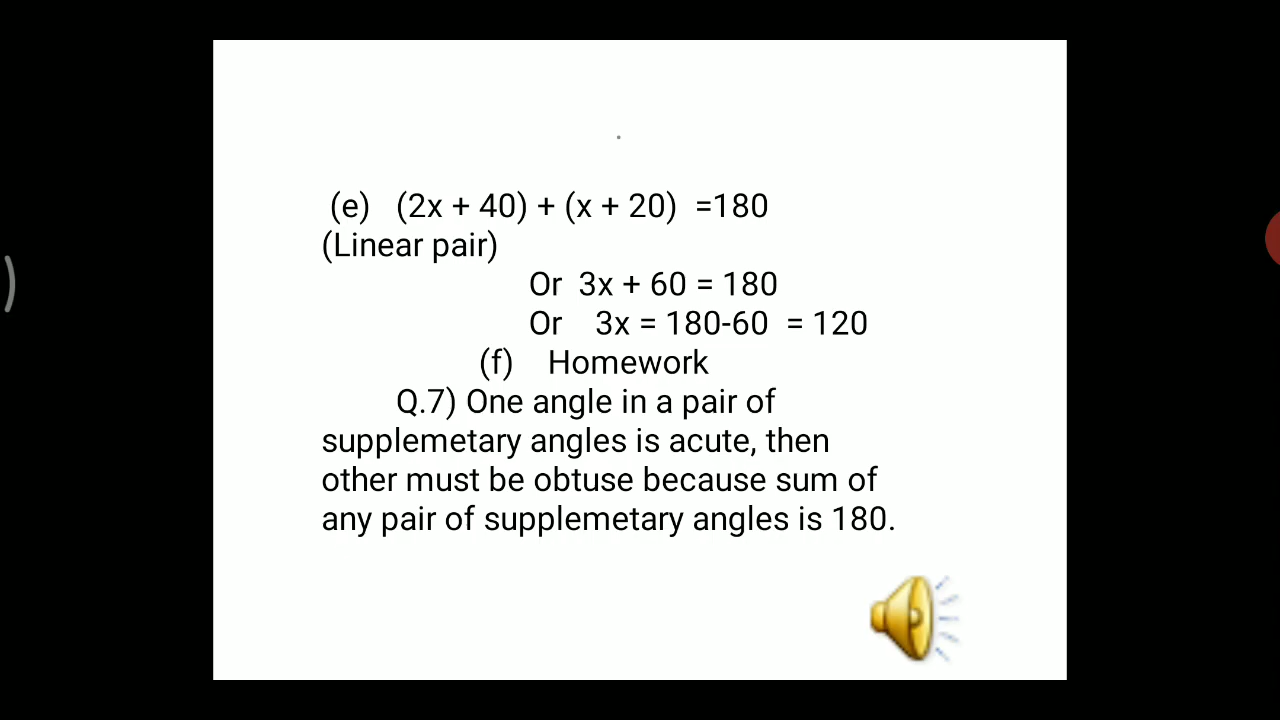 (e) (2x + 40) + (x + 20) =180
(Linear pair)
Or 3x + 60 = 180
Or 3x = 180-60 = 120
(f) Homework
Q.7) One angle in a pair of
supplemetary angles is acute, then
other must be obtuse because sum of
any pair of supplemetary angles is 180.